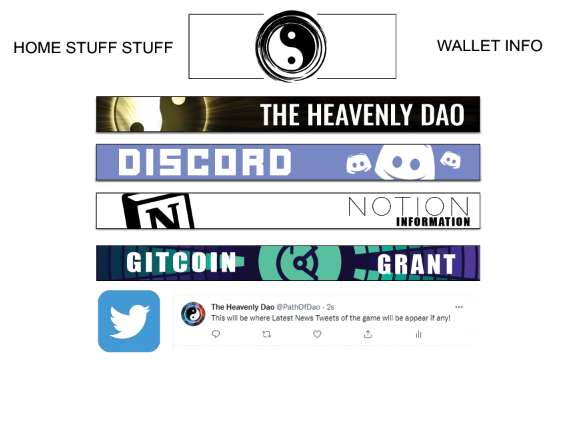 HOME STUFF STUFF
WALLET INFO
THE HEAVENLY DAO
DISCORD
N
NOTION
INFORMATION
GITCOIN GRANT
The Heavenly Dao @PathOfDao · 2s
This will be where Latest News Tweets of the game will be appear if any!